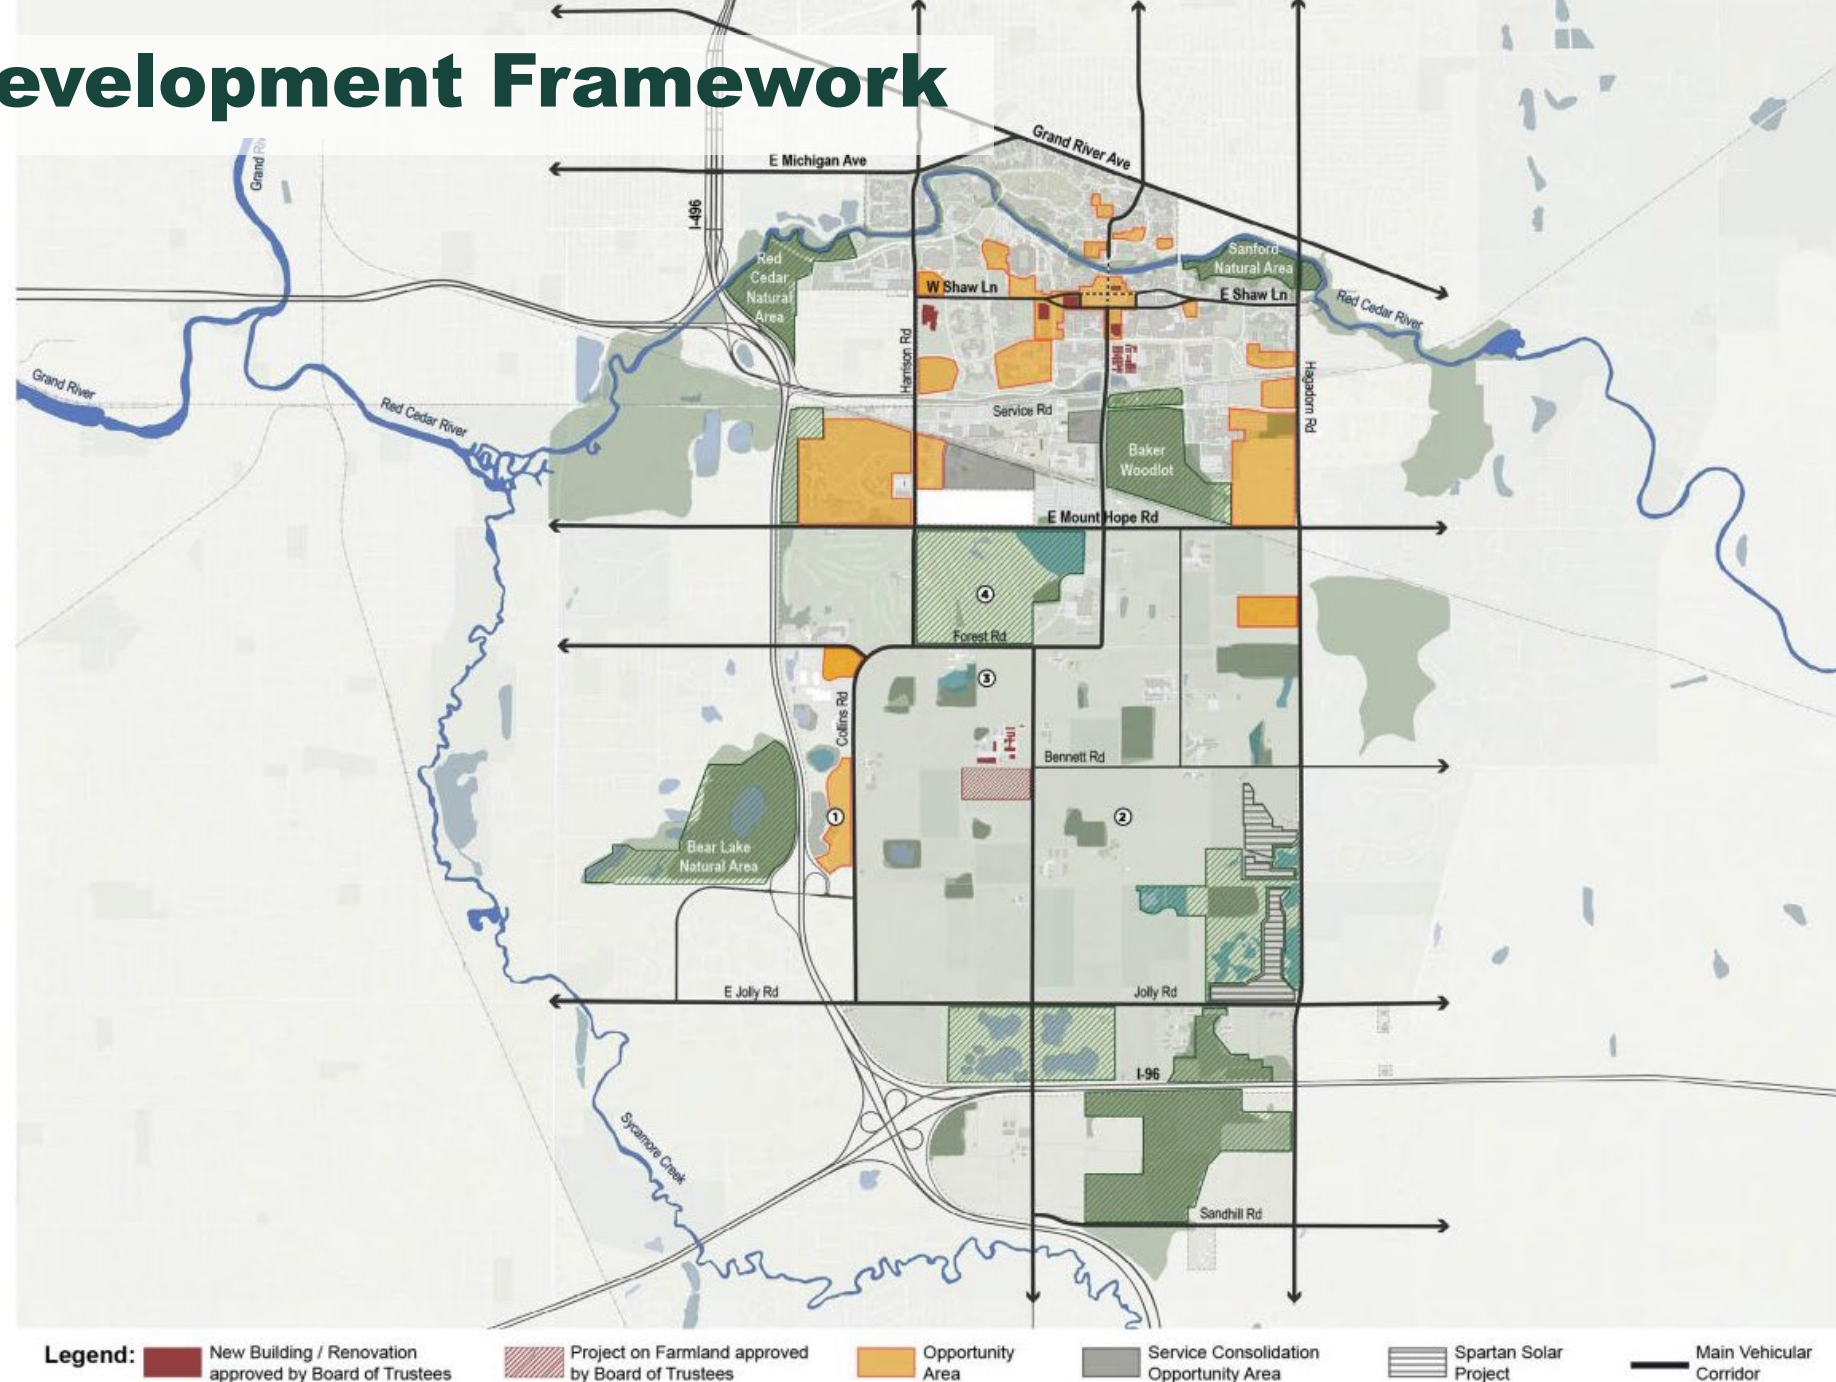 evelopment Framework
Grand Riv
E Michigan Ave
Grand River Ave
I-496
Red
Cedar
Natural
Area
Sanford
Natural Area
W Shaw Ln
E Shaw Ln
Red Cedar River
Harrison Rd
Hagadorn Rd
Grand River
Red Cedar River
Service Rd
Baker
Woodlot
E Mount Hope Rd
4
Forest Rd
3
Collins Rd
Bennett Rd
1
2
Bear Lake
Natural Area
E Jolly Rd
Jolly Rd
I-96
Sycamore Creek
Sandhill Rd
Legend:
New Building / Renovation
approved by Board of Trustees
Project on Farmland approved
by Board of Trustees
Opportunity
Area
Service Consolidation
Opportunity Area
Spartan Solar
Project
Main Vehicular
Corridor